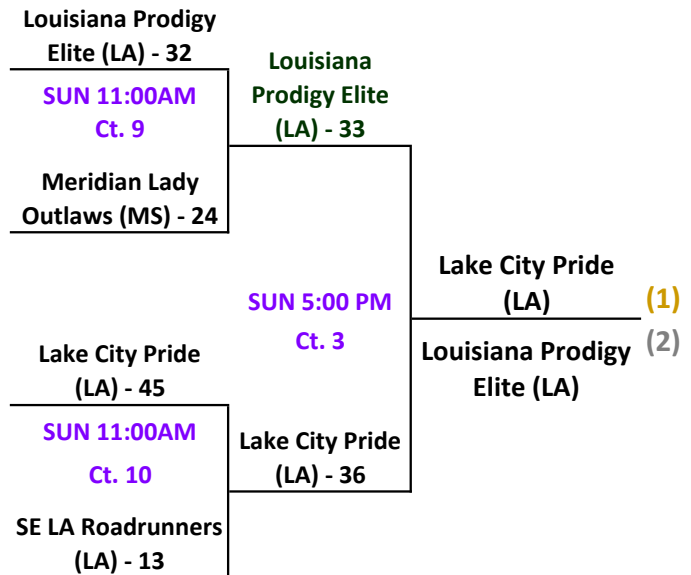 Louisiana Prodigy
Elite (LA) - 32
SUN 11:00AM
Ct. 9
Meridian Lady
Outlaws (MS) - 24
Louisiana
Prodigy Elite
(LA) - 33
SUN 5:00 PM
Ct. 3
Lake City Pride
(LA)
(1)
Louisiana Prodigy
Elite (LA)
(2)
Lake City Pride
(LA) - 45
SUN 11:00AM
Ct. 10
SE LA Roadrunners
(LA) - 13
Lake City Pride
(LA) - 36